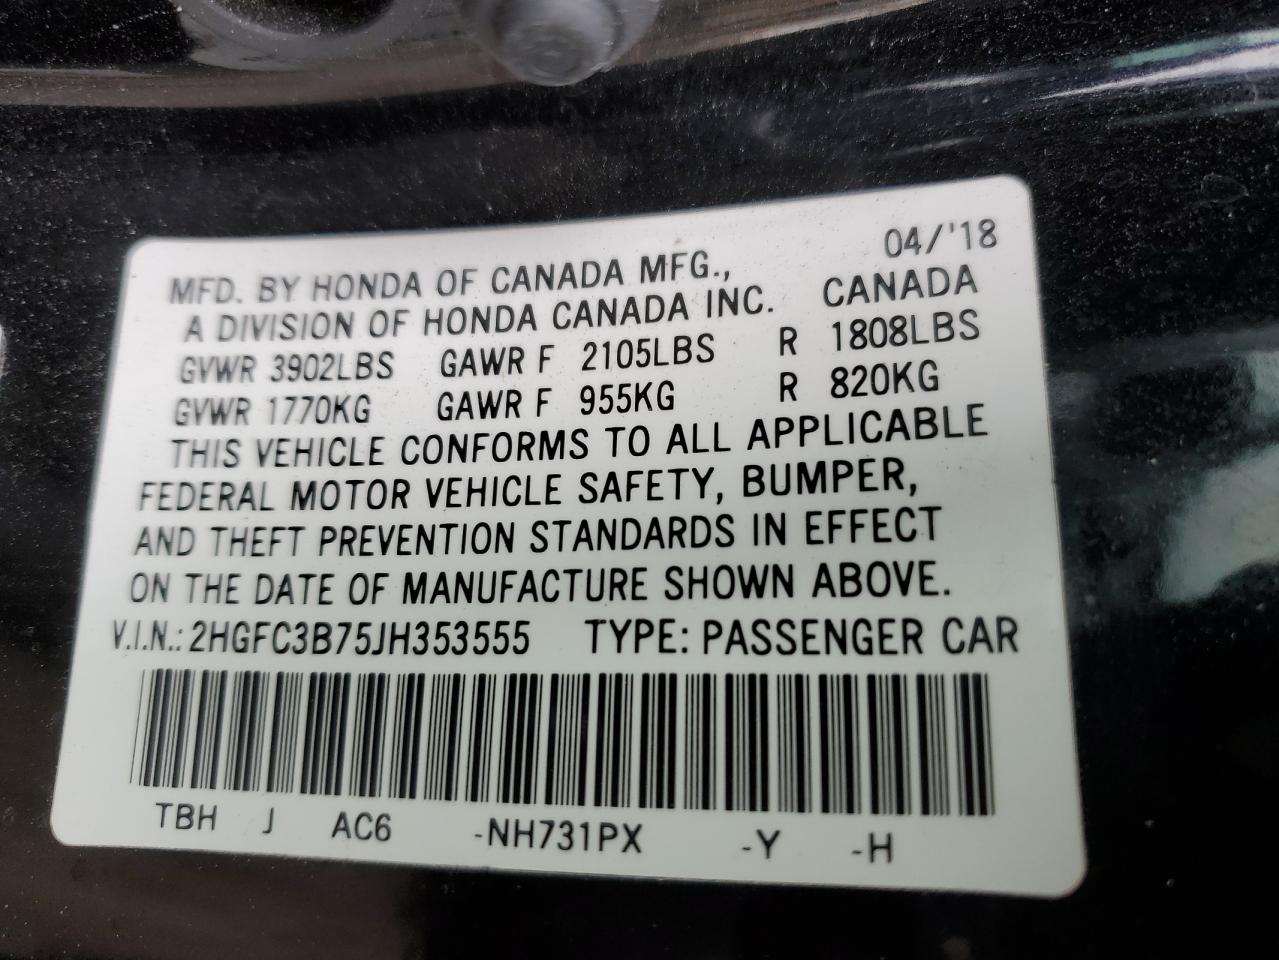 04/'18
MFD. BY HONDA OF CANADA MFG.,
A DIVISION OF HONDA CANADA INC. CANADA
GVWR 3902LBS GAWR F 2105LBS R 1808LBS
GVWR 1770KG GAWR F 955KG R 820KG
THIS VEHICLE CONFORMS TO ALL APPLICABLE
FEDERAL MOTOR VEHICLE SAFETY, BUMPER,
AND THEFT PREVENTION STANDARDS IN EFFECT
ON THE DATE OF MANUFACTURE SHOWN ABOVE.
V.I.N.: 2HGFC3B75JH353555 TYPE: PASSENGER CAR
TBH J AC6 -NH731PX -Y -H